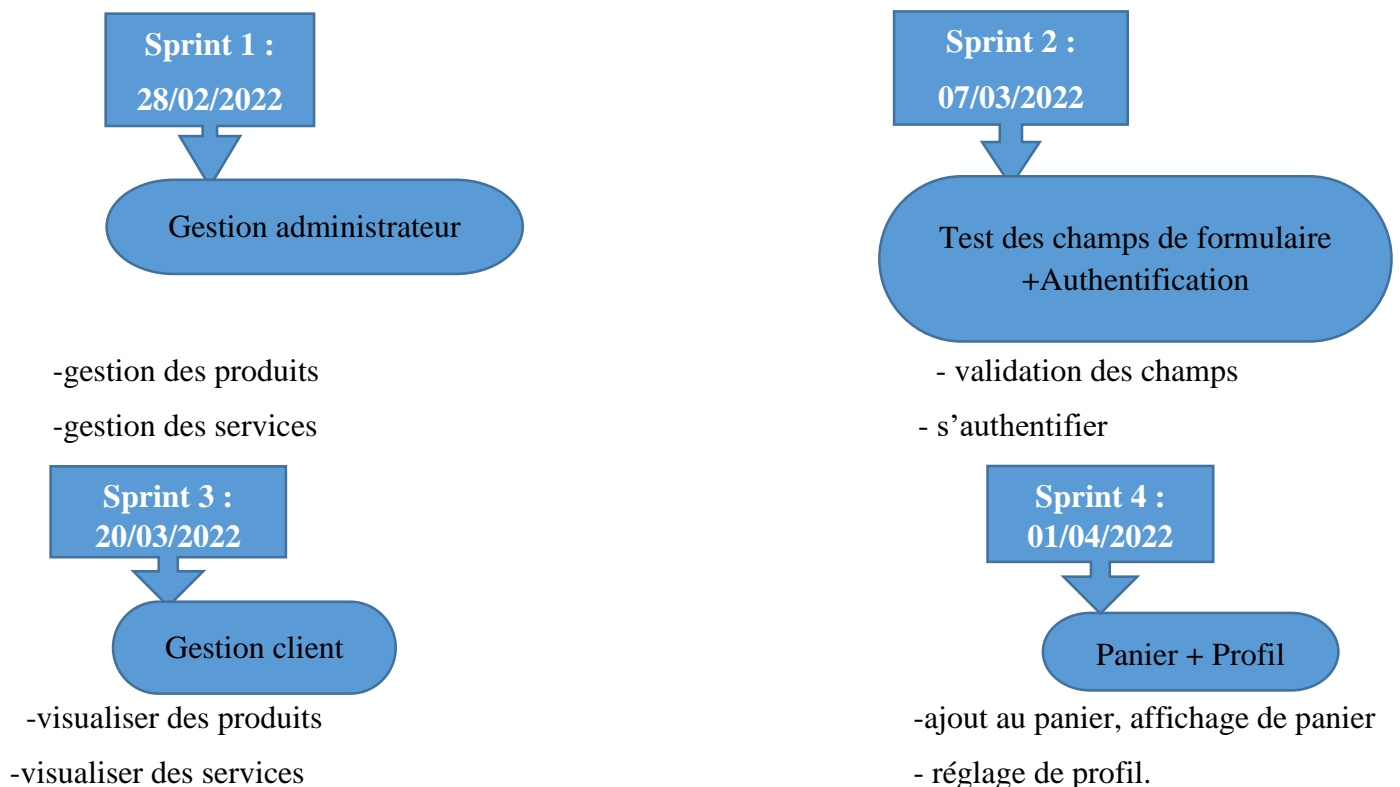 Sprint 1 :
28/02/2022
Gestion administrateur
-gestion des produits
-gestion des services
Sprint 2 :
07/03/2022
Test des champs de formulaire
+Authentification
- validation des champs
- s’authentifier
Sprint 3 :
20/03/2022
Gestion client
-visualiser des produits
-visualiser des services
Sprint 4 :
01/04/2022
Panier + Profil
-ajout au panier, affichage de panier
- réglage de profil.